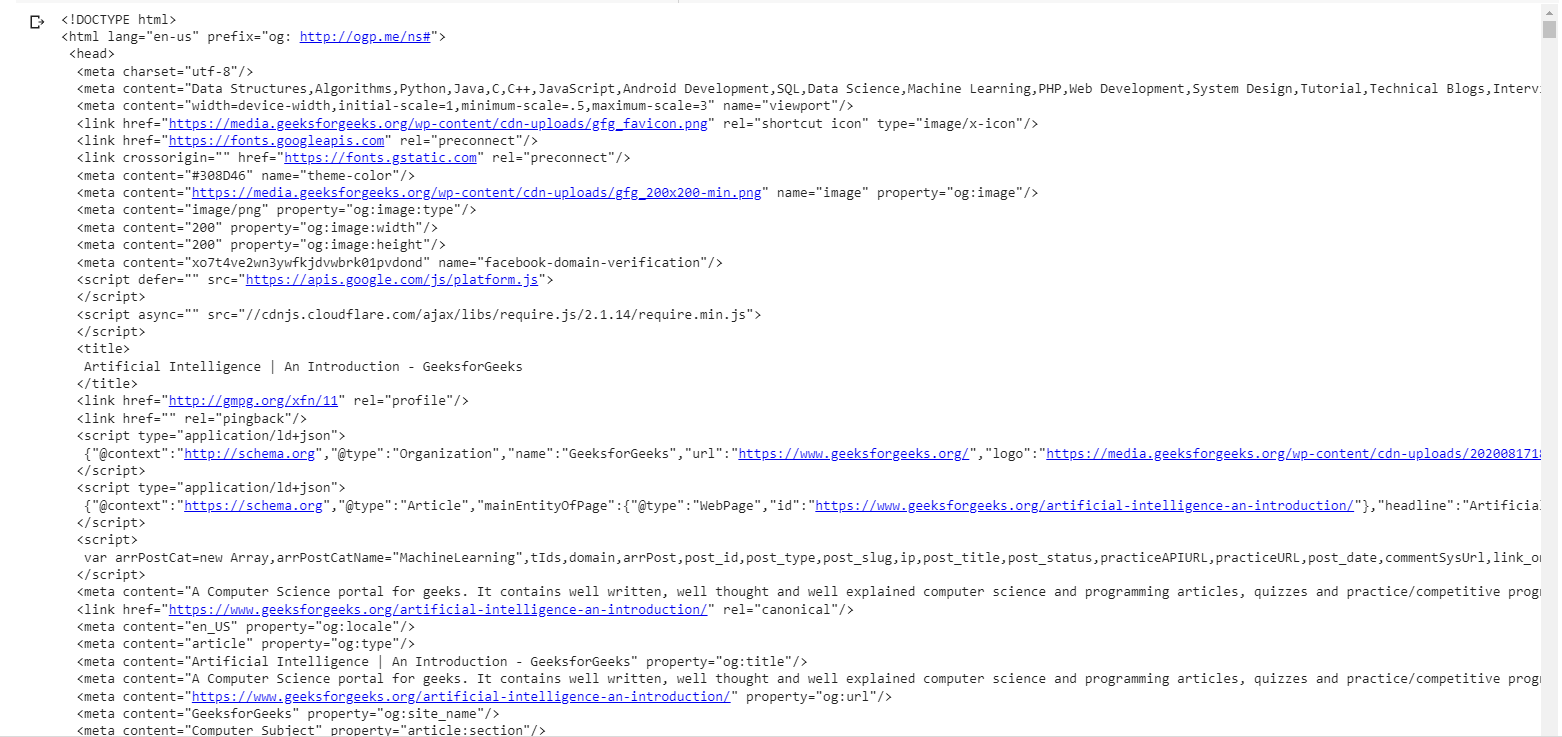 <!DOCTYPE html>
<html lang="en-us" prefix="og: http://ogp.me/ns#">
<head>
<meta charset="utf-8"/>
<meta content="Data Structures,Algorithms,Python,Java,C,C++,JavaScript,Android Development,SQL,Data Science,Machine Learning,PHP,Web Development,System Design,Tutorial,Technical Blogs,Intervi
<meta content="width=device-width,initial-scale=1,minimum-scale=.5,maximum-scale=3" name="viewport"/>
<link href="https://media.geeksforgeeks.org/wp-content/cdn-uploads/gfg_favicon.png" rel="shortcut icon" type="image/x-icon"/>
<link href="https://fonts.googleapis.com" rel="preconnect"/>
<link crossorigin="" href="https://fonts.gstatic.com" rel="preconnect"/>
<meta content="#308D46" name="theme-color"/>
<meta content="https://media.geeksforgeeks.org/wp-content/cdn-uploads/gfg_200x200-min.png" name="image" property="og:image"/>
<meta content="image/png" property="og:image:type"/>
<meta content="200" property="og:image:width"/>
<meta content="200" property="og:image:height"/>
<meta content="xo7t4ve2wn3ywfkjdvwbrk01pvdond" name="facebook-domain-verification"/>
<script defer="" src="https://apis.google.com/js/platform.js">
</script>
<script async="" src="//cdnjs.cloudflare.com/ajax/libs/require.js/2.1.14/require.min.js">
</script>
<title>
Artificial Intelligence | An Introduction - GeeksforGeeks
</title>
<link href="http://gmpg.org/xfn/11" rel="profile"/>
<link href="" rel="pingback"/>
<script type="application/ld+json">
{"@context":"http://schema.org","@type":"Organization","name":"GeeksforGeeks","url":"https://www.geeksforgeeks.org/","logo":"https://media.geeksforgeeks.org/wp-content/cdn-uploads/2020081718
</script>
<script type="application/ld+json">
{"@context":"https://schema.org","@type":"Article","mainEntityOfPage":{"@type":"WebPage","id":"https://www.geeksforgeeks.org/artificial-intelligence-an-introduction/"},"headline":"Artificial
</script>
<script>
var arrPostCat=new Array,arrPostCatName="MachineLearning",tIds,domain,arrPost,post_id,post_type,post_slug,ip,post_title,post_status,practiceAPIURL,practiceURL,post_date,commentSysUrl,link_on
</script>
<meta content="A Computer Science portal for geeks. It contains well written, well thought and well explained computer science and programming articles, quizzes and practice/competitive prog
<link href="https://www.geeksforgeeks.org/artificial-intelligence-an-introduction/" rel="canonical"/>
<meta content="en_US" property="og:locale"/>
<meta content="article" property="og:type"/>
<meta content="Artificial Intelligence | An Introduction - GeeksforGeeks" property="og:title"/>
<meta content="A Computer Science portal for geeks. It contains well written, well thought and well explained computer science and programming articles, quizzes and practice/competitive prog
<meta content="https://www.geeksforgeeks.org/artificial-intelligence-an-introduction/" property="og:url"/>
<meta content="GeeksforGeeks" property="og:site_name"/>
<meta content="Computer Subject" property="article:section"/>